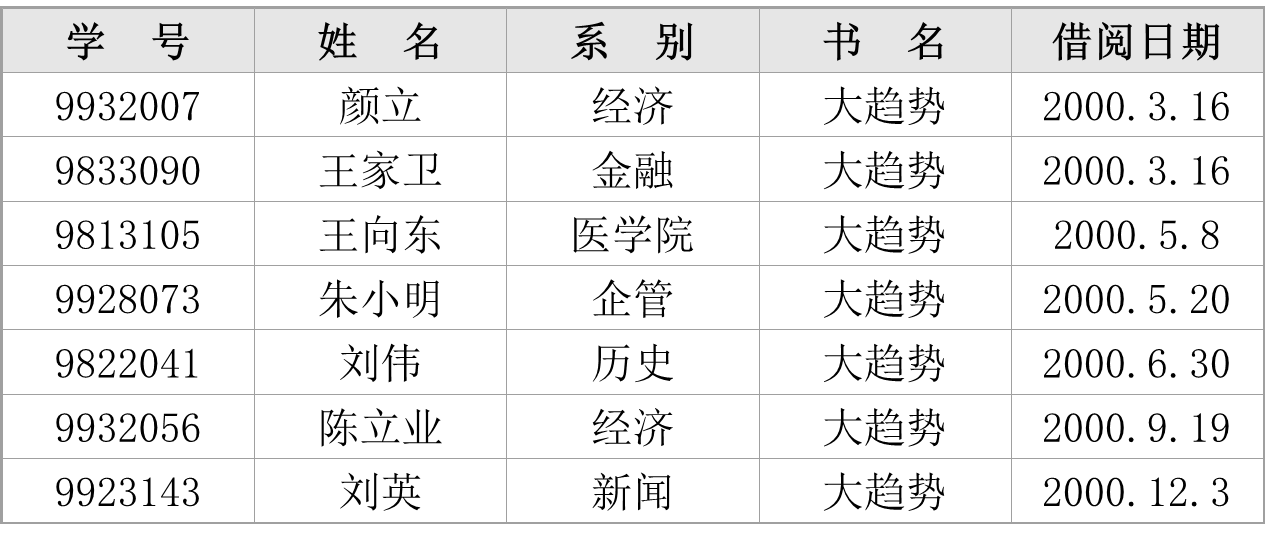 学 号 姓 名 系 别 书 名 借阅日期
9932007 颜立 经济 大趋势 2000.3.16
9833090 王家卫 金融 大趋势 2000.3.16
9813105 王向东 医学院 大趋势 2000.5.8
9928073 朱小明 企管 大趋势 2000.5.20
9822041 刘伟 历史 大趋势 2000.6.30
9932056 陈立业 经济 大趋势 2000.9.19
9923143 刘英 新闻 大趋势 2000.12.3